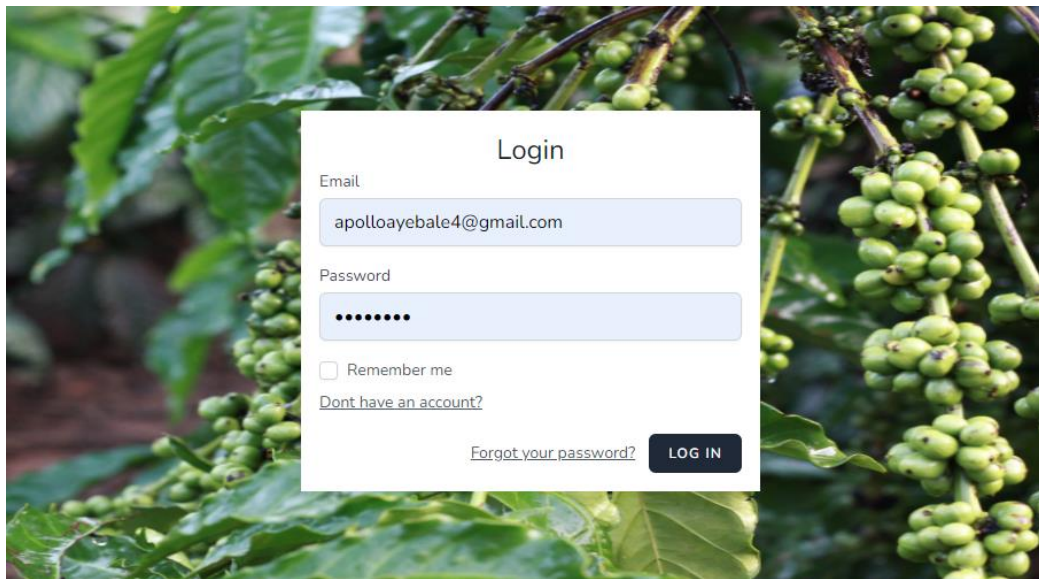 Login
Email
apolloayebale4@gmail.com
Password
••••••••
Remember me
Dont have an account?
Forgot your password? LOG IN